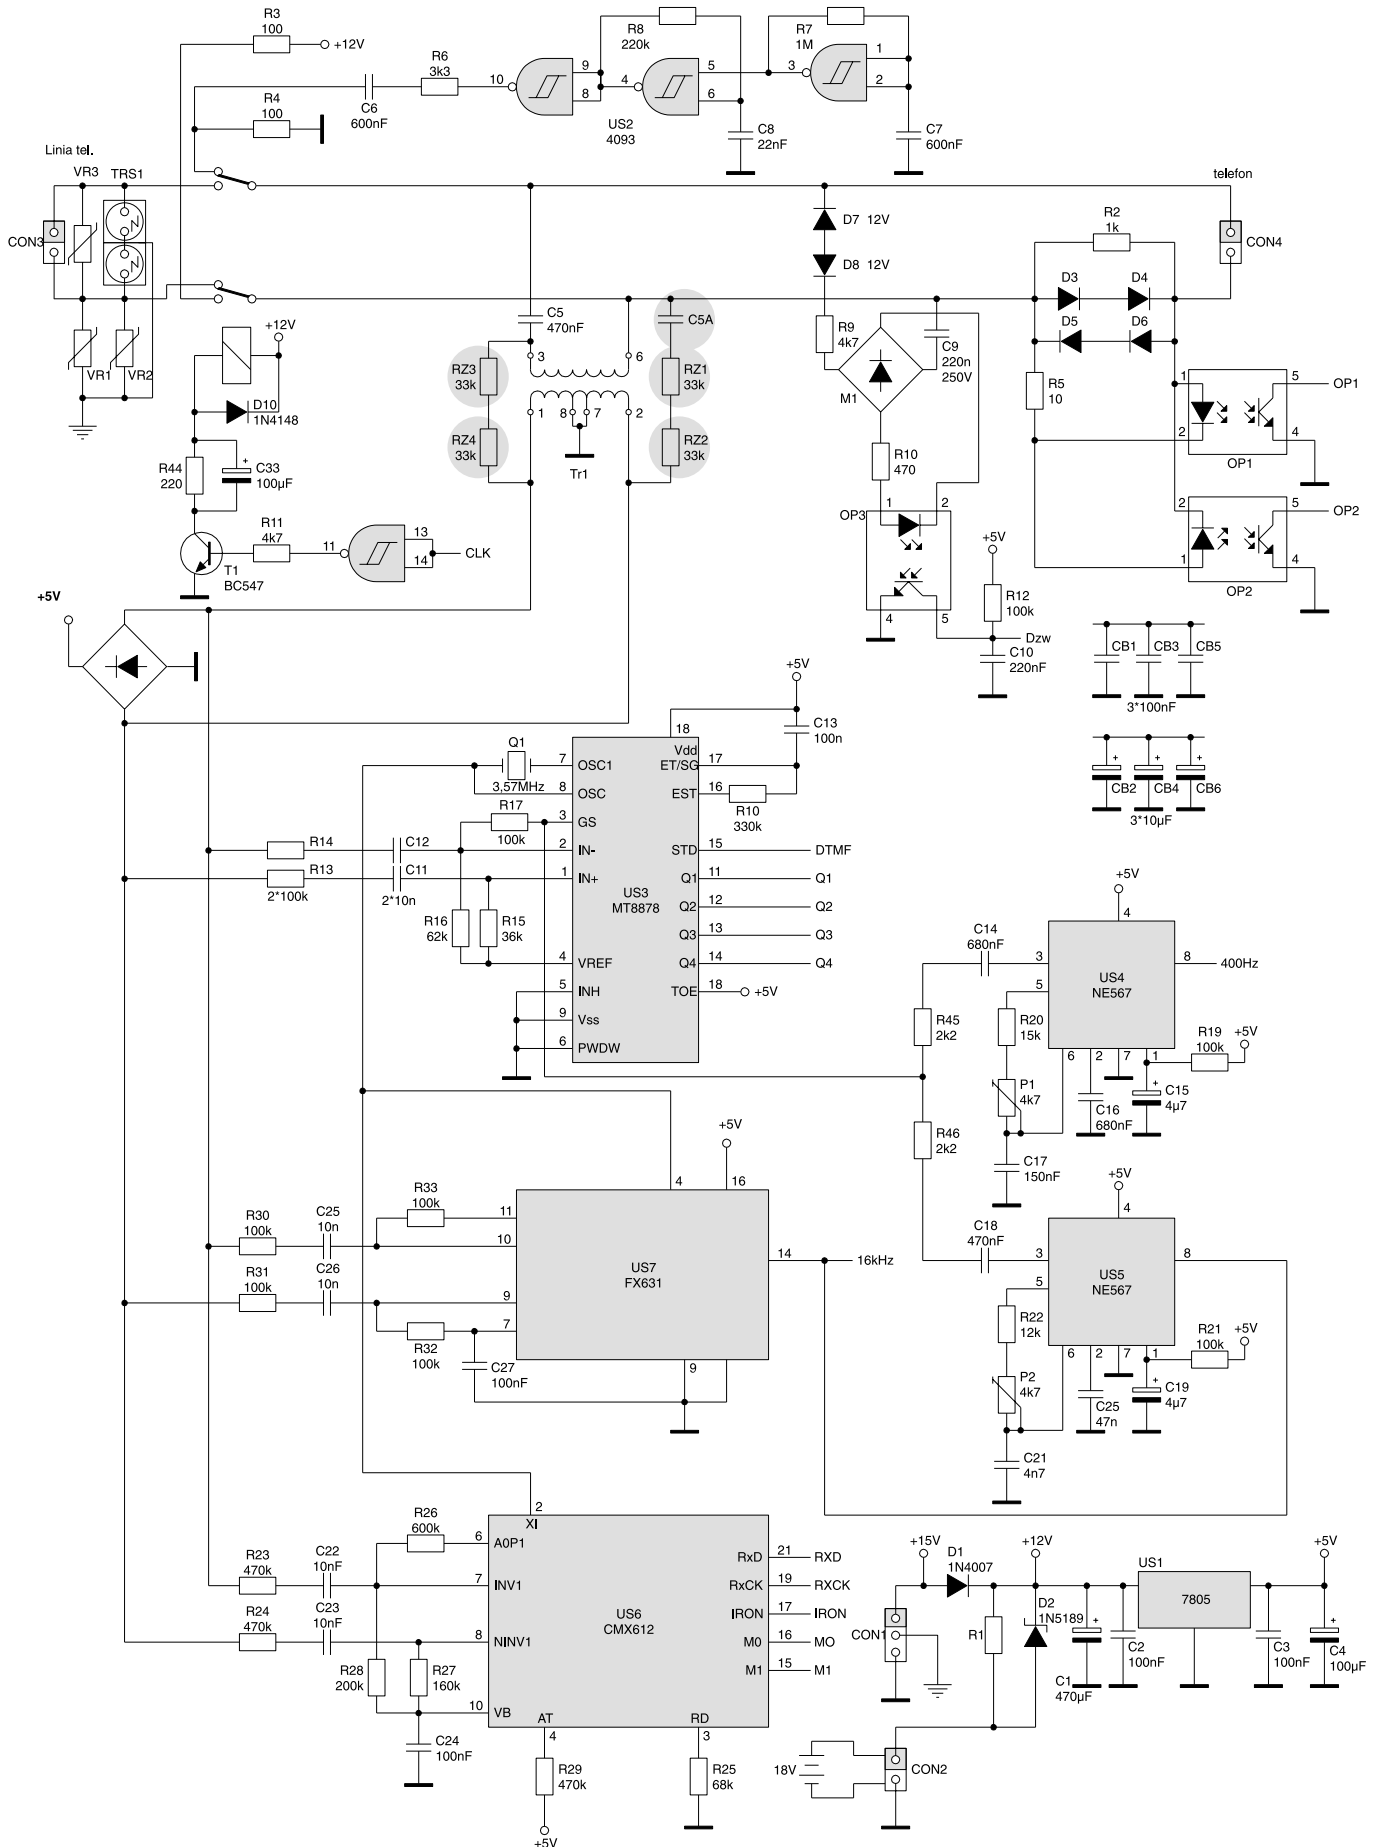 R3
100
+12V
R4
100
C6
600nF
R6
3k3
10
9
8
R8
220k
4
5
6
US2
4093
C8
22nF
R7
1M
3
1
2
C7
600nF
Linia tel.
VR3
TRS1
CON3
VR1
VR2
telefon
CON4
D7 12V
D8 12V
R2
1k
D3
D4
D5
D6
R5
10
1
2
5
4
OP1
OP1
2
1
5
4
OP2
OP2
+12V
D10
1N4148
R44
220
+
C33
100µF
R11
4k7
11
13
14
CLK
T1
BC547
C5
470nF
3
6
1
8
7
2
Tr1
C5A
RZ3
33k
RZ4
33k
RZ1
33k
RZ2
33k
R9
4k7
M1
C9
220n
250V
R10
470
OP3
1
2
4
5
+5V
R12
100k
Dzw
C10
220nF
CB1
CB3
CB5
3*100nF
+
+
+
CB2
CB4
CB6
3*10µF
+5V
+5V
C13
100n
Q1
3,57MHz
R17
100k
R14
R13
2*100k
C12
C11
2*10n
R16
62k
R15
36k
7
OSC1
8
OSC
3
GS
2
IN-
1
IN+
4
VREF
5
INH
9
Vss
6
PWDW
US3
MT8878
18
Vdd
ET/SG
17
EST
16
R10
330k
STD
15
DTMF
Q1
11
Q1
Q2
12
Q2
Q3
13
Q3
Q4
14
Q4
TOE
18
+5V
C14
680nF
R45
2k2
R46
2k2
+5V
4
3
5
US4
NE567
8
400Hz
6
2
7
1
R20
15k
P1
4k7
C16
680nF
R19
100k
+5V
+
C15
4µ7
C17
150nF
C18
470nF
+5V
4
3
5
US5
NE567
8
6
2
7
1
R22
12k
P2
4k7
C25
47n
R21
100k
+5V
+
C19
4µ7
C21
4n7
R30
100k
C25
10n
R31
100k
C26
10n
R33
100k
R32
100k
C27
100nF
+5V
4
16
11
10
9
7
US7
FX631
14
16kHz
9
R26
600k
R23
470k
C22
10nF
R24
470k
C23
10nF
R28
200k
R27
160k
C24
100nF
2
XI
6
A0P1
7
INV1
8
NINV1
10
VB
US6
CMX612
RxD
21
RXD
RxCK
19
RXCK
IRON
17
IRON
M0
16
MO
M1
15
M1
AT
4
RD
3
R29
470k
+5V
R25
68k
+15V
D1
1N4007
+12V
CON1
R1
D2
1N5189
+
C1
470µF
C2
100nF
US1
7805
C3
100nF
+5V
+
C4
100µF
18V
CON2